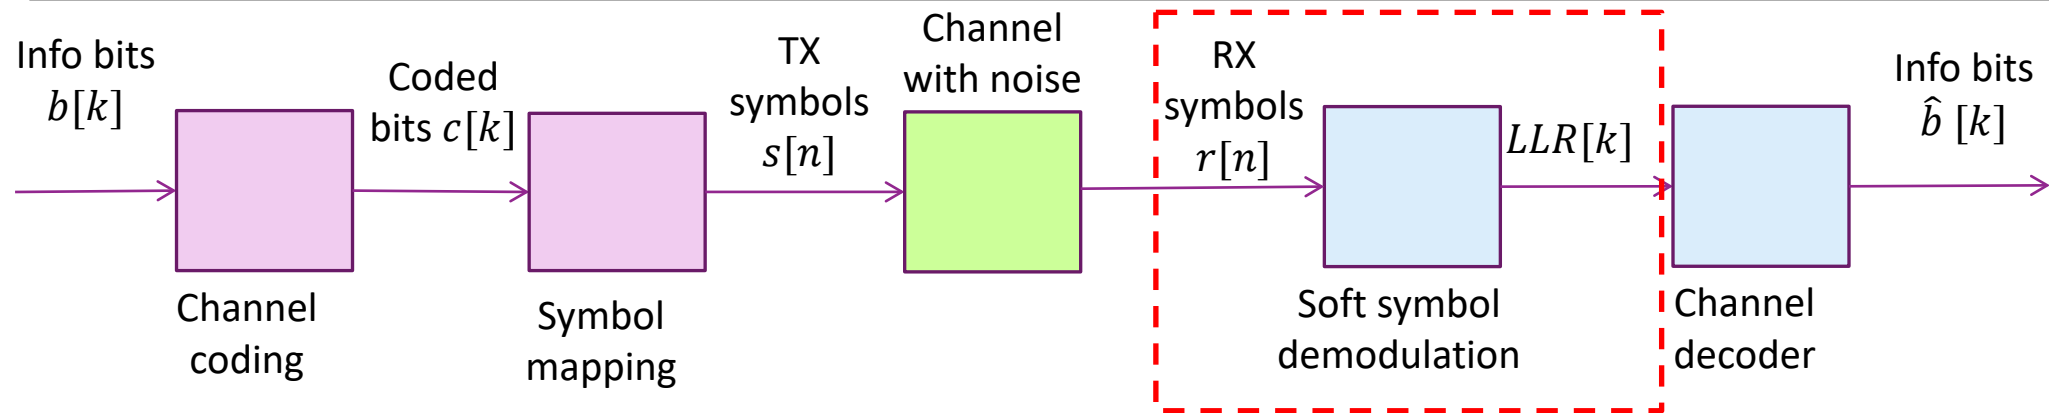 Info bits
b[k]
Channel
coding
Coded
bits c[k]
Symbol
mapping
TX
symbols
s[n]
Channel
with noise
RX
symbols
r[n]
Soft symbol
demodulation
LLR[k]
Channel
decoder
Info bits
b̂ [k]